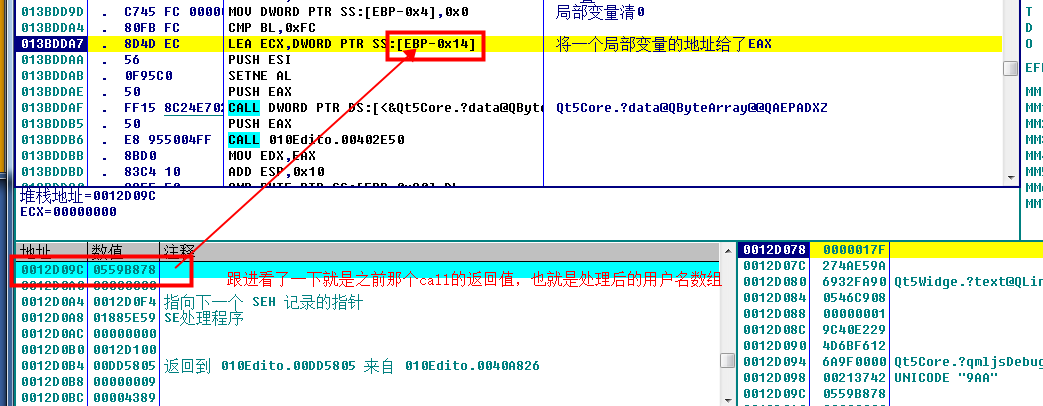 013BDD9D . C745 FC 0000 MOV DWORD PTR SS:[EBP-0x4],0x0 局部变量清0
013BDDA4 . 80FB FC CMP BL,0xFC
013BDDA7 . 8D4D EC LEA ECX,DWORD PTR SS:[EBP-0x14] 将一个局部变量的地址给了EAX
013BDDAA . 56 PUSH ESI
013BDDAB . 0F95C0 SETNE AL
013BDDAE . 50 PUSH EAX
013BDDAF . FF15 8C24E702 CALL DWORD PTR DS:[<&Qt5Core.?data@QByte Qt5Core.?data@QByteArray@@QAEPADXZ
013BDDB5 . 50 PUSH EAX
013BDDB6 . E8 955004FF CALL 010Edito.00402E50
013BDDBB . 8BD0 MOV EDX,EAX
013BDDBD . 83C4 10 ADD ESP,0x10
堆栈地址=0012D09C
ECX=00000000
地址 数值 注释
0012D09C 0559B878
跟进看了一下就是之前那个call的返回值，也就是处理后的用户名数组
0012D0A4 0012D0F4 指向下一个 SEH 记录的指针
0012D0A8 01885E59 SE处理程序
0012D0AC 00000000
0012D0B0 0012D100
0012D0B4 00DD5805 返回到 010Edito.00DD5805 来自 010Edito.0040A826
0012D0B8 00000009
0012D0BC 00004389
0012D078 0000017F
0012D07C 274AE59A
0012D080 6932FA90 Qt5Widge.?text@QLin
0012D084 0546C908
0012D088 00000001
0012D08C 9C40E229
0012D090 4D6BF612
0012D094 6A9F0000 Qt5Core.?qmljsDebug
0012D098 00213742 UNICODE "9AA"
0012D09C 0559B878
T
D
O
EFL
MM
MM
MM
MM
MM
MM
MM